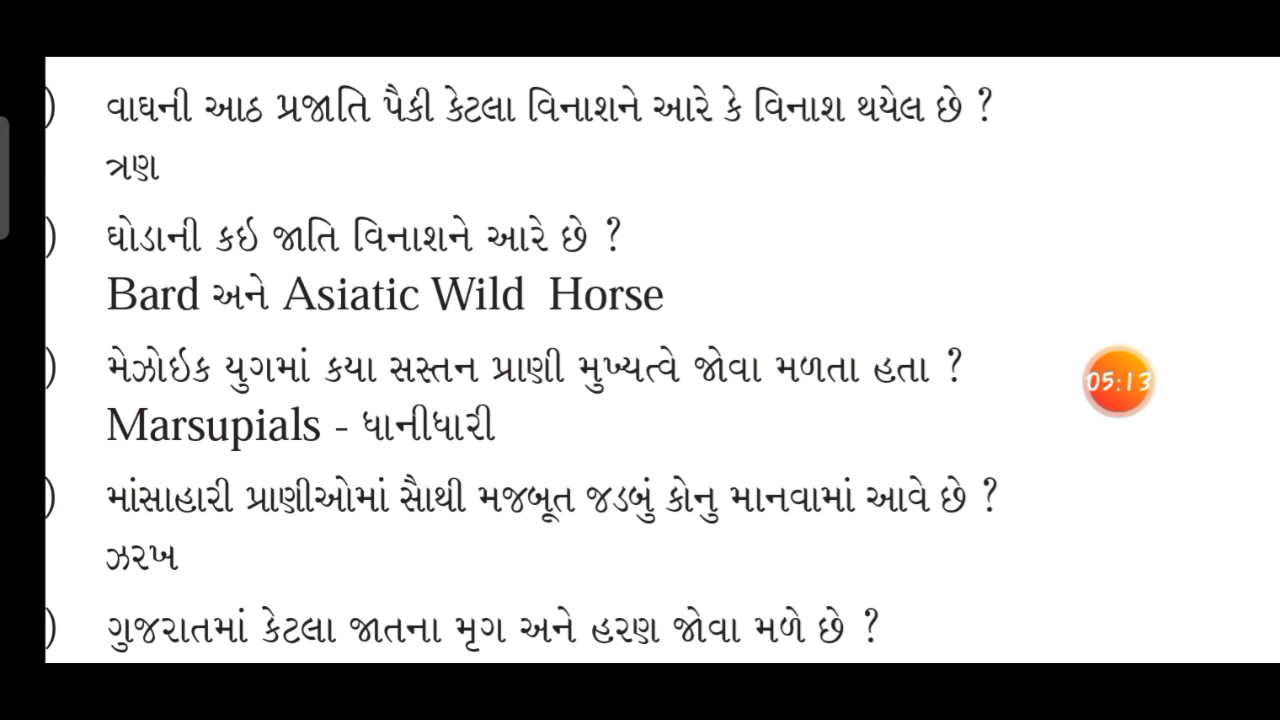 ) વાઘની આઠ પ્રજાતિ પૈકી કેટલા વિનાશને આરે કે વિનાશ થયેલ છે ?
ત્રણ
) ઘોડાની કઇ જાતિ વિનાશને આરે છે ?
Bard અને Asiatic Wild Horse
) મેઝોઇક યુગમાં કયા સસ્તન પ્રાણી મુખ્યત્વે જોવા મળતા હતા ?
05:13
Marsupials - ધાનીધારી
) માંસાહારી પ્રાણીઓમાં સૌાથી મજબૂત જડબું કોનુ માનવામાં આવે છે ?
ઝરખ
) ગુજરાતમાં કેટલા જાતના મૃગ અને હરણ જોવા મળે છે ?